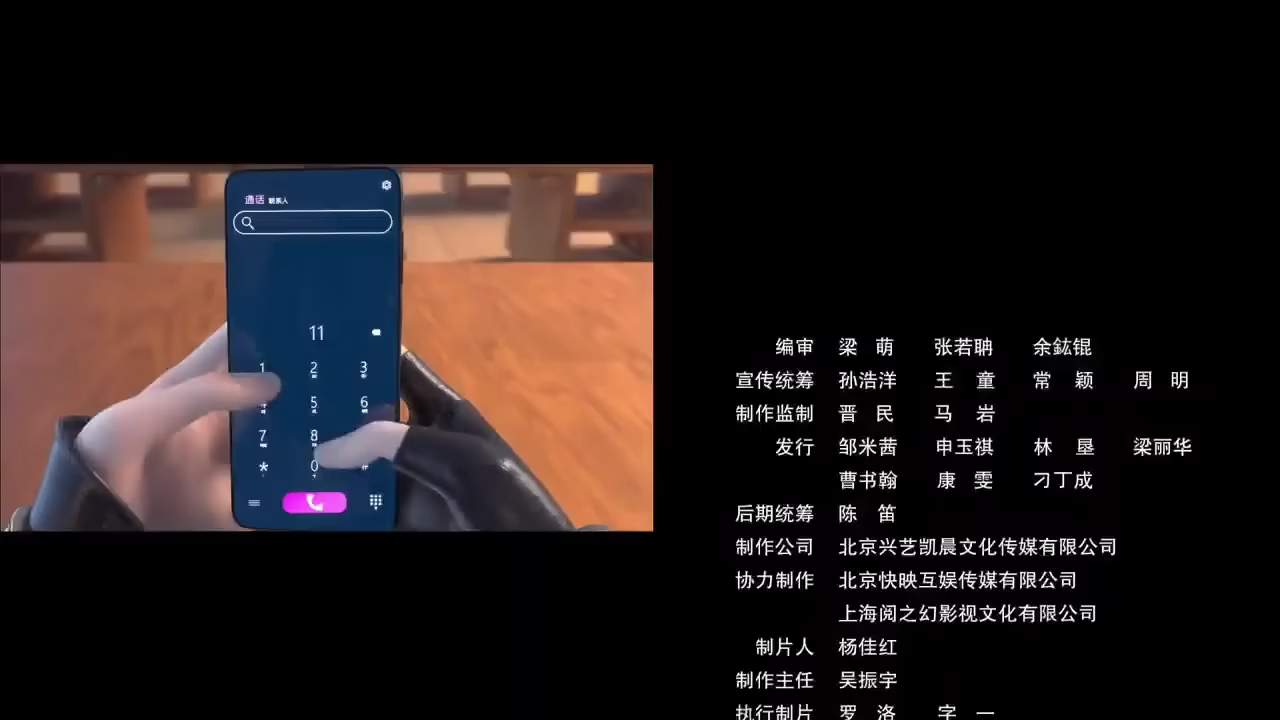 通话 联系人
11
1 2 3
4 5 6
7 8
* 0 #
编审 梁 萌 张若聃 余鈜锟
宣传统筹 孙浩洋 王 童 常 颖 周 明
制作监制 晋 民 马 岩
发行 邹米茜 申玉祺 林 垦 梁丽华
曹书翰 康 雯 刁丁成
后期统筹 陈 笛
制作公司 北京兴艺凯晨文化传媒有限公司
协力制作 北京快映互娱传媒有限公司
上海阅之幻影视文化有限公司
制片人 杨佳红
制作主任 吴振宇
执行制片 罗 洛 字 一